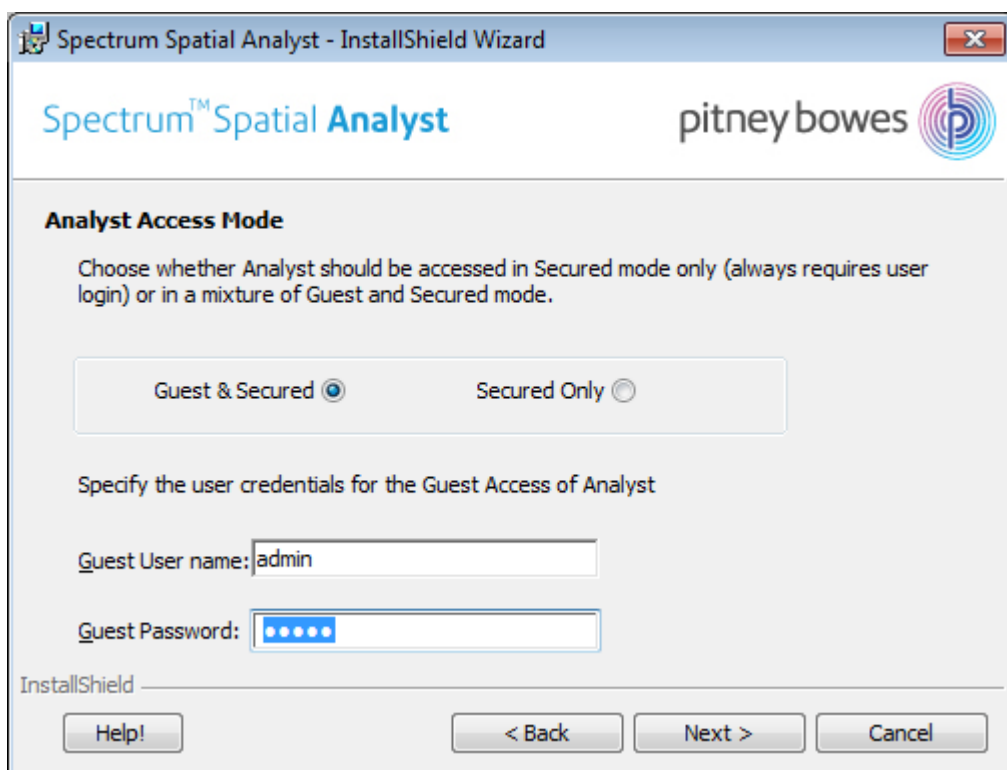 Spectrum Spatial Analyst - InstallShield Wizard
Spectrum™ Spatial Analyst
pitney bowes
Analyst Access Mode
Choose whether Analyst should be accessed in Secured mode only (always requires user
login) or in a mixture of Guest and Secured mode.
Guest & Secured
Secured Only
Specify the user credentials for the Guest Access of Analyst
Guest User name: admin
Guest Password: •••••
InstallShield
Help!
< Back
Next >
Cancel